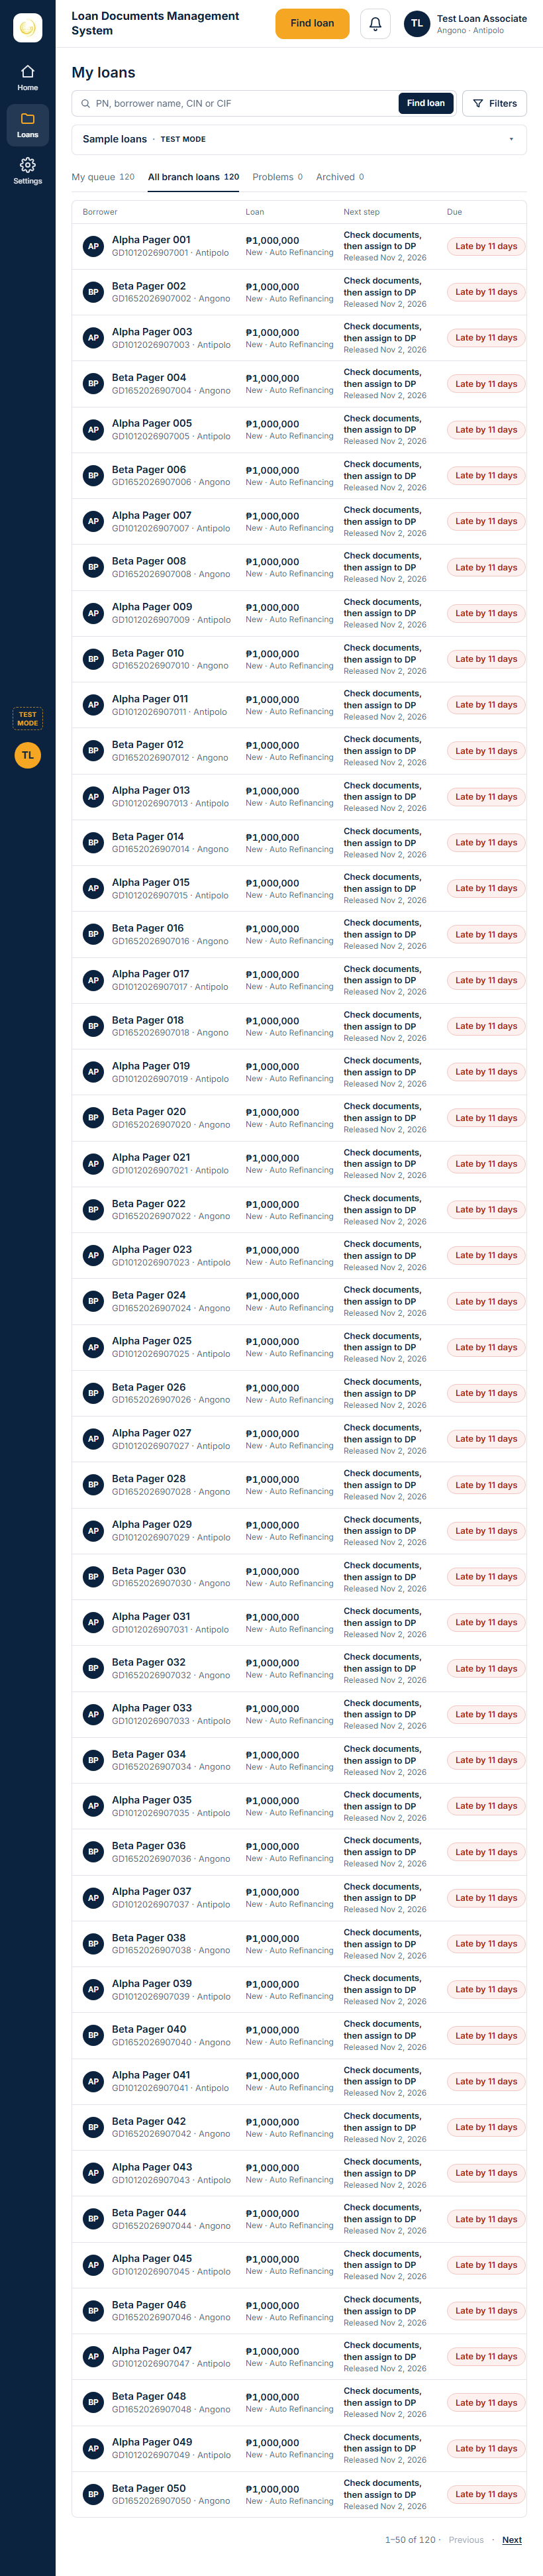 Loan Documents Management
System
Find loan
TL
Test Loan Associate
Angono · Antipolo
Home
Loans
Settings
TEST
MODE
TL
My loans
PN, borrower name, CIN or CIF
Find loan
Filters
Sample loans · TEST MODE
My queue 120 All branch loans 120 Problems 0 Archived 0
Borrower Loan Next step Due
Alpha Pager 001 ₱1,000,000 Check documents,
AP then assign to DP Late by 11 days
GD1012026907001 · Antipolo New · Auto Refinancing Released Nov 2, 2026
Beta Pager 002 ₱1,000,000 Check documents,
BP then assign to DP Late by 11 days
GD1652026907002 · Angono New · Auto Refinancing Released Nov 2, 2026
Alpha Pager 003 ₱1,000,000 Check documents,
AP then assign to DP Late by 11 days
GD1012026907003 · Antipolo New · Auto Refinancing Released Nov 2, 2026
Beta Pager 004 ₱1,000,000 Check documents,
BP then assign to DP Late by 11 days
GD1652026907004 · Angono New · Auto Refinancing Released Nov 2, 2026
Alpha Pager 005 ₱1,000,000 Check documents,
AP then assign to DP Late by 11 days
GD1012026907005 · Antipolo New · Auto Refinancing Released Nov 2, 2026
Beta Pager 006 ₱1,000,000 Check documents,
BP then assign to DP Late by 11 days
GD1652026907006 · Angono New · Auto Refinancing Released Nov 2, 2026
Alpha Pager 007 ₱1,000,000 Check documents,
AP then assign to DP Late by 11 days
GD1012026907007 · Antipolo New · Auto Refinancing Released Nov 2, 2026
Beta Pager 008 ₱1,000,000 Check documents,
BP then assign to DP Late by 11 days
GD1652026907008 · Angono New · Auto Refinancing Released Nov 2, 2026
Alpha Pager 009 ₱1,000,000 Check documents,
AP then assign to DP Late by 11 days
GD1012026907009 · Antipolo New · Auto Refinancing Released Nov 2, 2026
Beta Pager 010 ₱1,000,000 Check documents,
BP then assign to DP Late by 11 days
GD1652026907010 · Angono New · Auto Refinancing Released Nov 2, 2026
Alpha Pager 011 ₱1,000,000 Check documents,
AP then assign to DP Late by 11 days
GD1012026907011 · Antipolo New · Auto Refinancing Released Nov 2, 2026
Beta Pager 012 ₱1,000,000 Check documents,
BP then assign to DP Late by 11 days
GD1652026907012 · Angono New · Auto Refinancing Released Nov 2, 2026
Alpha Pager 013 ₱1,000,000 Check documents,
AP then assign to DP Late by 11 days
GD1012026907013 · Antipolo New · Auto Refinancing Released Nov 2, 2026
Beta Pager 014 ₱1,000,000 Check documents,
BP then assign to DP Late by 11 days
GD1652026907014 · Angono New · Auto Refinancing Released Nov 2, 2026
Alpha Pager 015 ₱1,000,000 Check documents,
AP then assign to DP Late by 11 days
GD1012026907015 · Antipolo New · Auto Refinancing Released Nov 2, 2026
Beta Pager 016 ₱1,000,000 Check documents,
BP then assign to DP Late by 11 days
GD1652026907016 · Angono New · Auto Refinancing Released Nov 2, 2026
Alpha Pager 017 ₱1,000,000 Check documents,
AP then assign to DP Late by 11 days
GD1012026907017 · Antipolo New · Auto Refinancing Released Nov 2, 2026
Beta Pager 018 ₱1,000,000 Check documents,
BP then assign to DP Late by 11 days
GD1652026907018 · Angono New · Auto Refinancing Released Nov 2, 2026
Alpha Pager 019 ₱1,000,000 Check documents,
AP then assign to DP Late by 11 days
GD1012026907019 · Antipolo New · Auto Refinancing Released Nov 2, 2026
Beta Pager 020 ₱1,000,000 Check documents,
BP then assign to DP Late by 11 days
GD1652026907020 · Angono New · Auto Refinancing Released Nov 2, 2026
Alpha Pager 021 ₱1,000,000 Check documents,
AP then assign to DP Late by 11 days
GD1012026907021 · Antipolo New · Auto Refinancing Released Nov 2, 2026
Beta Pager 022 ₱1,000,000 Check documents,
BP then assign to DP Late by 11 days
GD1652026907022 · Angono New · Auto Refinancing Released Nov 2, 2026
Alpha Pager 023 ₱1,000,000 Check documents,
AP then assign to DP Late by 11 days
GD1012026907023 · Antipolo New · Auto Refinancing Released Nov 2, 2026
Beta Pager 024 ₱1,000,000 Check documents,
BP then assign to DP Late by 11 days
GD1652026907024 · Angono New · Auto Refinancing Released Nov 2, 2026
Alpha Pager 025 ₱1,000,000 Check documents,
AP then assign to DP Late by 11 days
GD1012026907025 · Antipolo New · Auto Refinancing Released Nov 2, 2026
Beta Pager 026 ₱1,000,000 Check documents,
BP then assign to DP Late by 11 days
GD1652026907026 · Angono New · Auto Refinancing Released Nov 2, 2026
Alpha Pager 027 ₱1,000,000 Check documents,
AP then assign to DP Late by 11 days
GD1012026907027 · Antipolo New · Auto Refinancing Released Nov 2, 2026
Beta Pager 028 ₱1,000,000 Check documents,
BP then assign to DP Late by 11 days
GD1652026907028 · Angono New · Auto Refinancing Released Nov 2, 2026
Alpha Pager 029 ₱1,000,000 Check documents,
AP then assign to DP Late by 11 days
GD1012026907029 · Antipolo New · Auto Refinancing Released Nov 2, 2026
Beta Pager 030 ₱1,000,000 Check documents,
BP then assign to DP Late by 11 days
GD1652026907030 · Angono New · Auto Refinancing Released Nov 2, 2026
Alpha Pager 031 ₱1,000,000 Check documents,
AP then assign to DP Late by 11 days
GD1012026907031 · Antipolo New · Auto Refinancing Released Nov 2, 2026
Beta Pager 032 ₱1,000,000 Check documents,
BP then assign to DP Late by 11 days
GD1652026907032 · Angono New · Auto Refinancing Released Nov 2, 2026
Alpha Pager 033 ₱1,000,000 Check documents,
AP then assign to DP Late by 11 days
GD1012026907033 · Antipolo New · Auto Refinancing Released Nov 2, 2026
Beta Pager 034 ₱1,000,000 Check documents,
BP then assign to DP Late by 11 days
GD1652026907034 · Angono New · Auto Refinancing Released Nov 2, 2026
Alpha Pager 035 ₱1,000,000 Check documents,
AP then assign to DP Late by 11 days
GD1012026907035 · Antipolo New · Auto Refinancing Released Nov 2, 2026
Beta Pager 036 ₱1,000,000 Check documents,
BP then assign to DP Late by 11 days
GD1652026907036 · Angono New · Auto Refinancing Released Nov 2, 2026
Alpha Pager 037 ₱1,000,000 Check documents,
AP then assign to DP Late by 11 days
GD1012026907037 · Antipolo New · Auto Refinancing Released Nov 2, 2026
Beta Pager 038 ₱1,000,000 Check documents,
BP then assign to DP Late by 11 days
GD1652026907038 · Angono New · Auto Refinancing Released Nov 2, 2026
Alpha Pager 039 ₱1,000,000 Check documents,
AP then assign to DP Late by 11 days
GD1012026907039 · Antipolo New · Auto Refinancing Released Nov 2, 2026
Beta Pager 040 ₱1,000,000 Check documents,
BP then assign to DP Late by 11 days
GD1652026907040 · Angono New · Auto Refinancing Released Nov 2, 2026
Alpha Pager 041 ₱1,000,000 Check documents,
AP then assign to DP Late by 11 days
GD1012026907041 · Antipolo New · Auto Refinancing Released Nov 2, 2026
Beta Pager 042 ₱1,000,000 Check documents,
BP then assign to DP Late by 11 days
GD1652026907042 · Angono New · Auto Refinancing Released Nov 2, 2026
Alpha Pager 043 ₱1,000,000 Check documents,
AP then assign to DP Late by 11 days
GD1012026907043 · Antipolo New · Auto Refinancing Released Nov 2, 2026
Beta Pager 044 ₱1,000,000 Check documents,
BP then assign to DP Late by 11 days
GD1652026907044 · Angono New · Auto Refinancing Released Nov 2, 2026
Alpha Pager 045 ₱1,000,000 Check documents,
AP then assign to DP Late by 11 days
GD1012026907045 · Antipolo New · Auto Refinancing Released Nov 2, 2026
Beta Pager 046 ₱1,000,000 Check documents,
BP then assign to DP Late by 11 days
GD1652026907046 · Angono New · Auto Refinancing Released Nov 2, 2026
Alpha Pager 047 ₱1,000,000 Check documents,
AP then assign to DP Late by 11 days
GD1012026907047 · Antipolo New · Auto Refinancing Released Nov 2, 2026
Beta Pager 048 ₱1,000,000 Check documents,
BP then assign to DP Late by 11 days
GD1652026907048 · Angono New · Auto Refinancing Released Nov 2, 2026
Alpha Pager 049 ₱1,000,000 Check documents,
AP then assign to DP Late by 11 days
GD1012026907049 · Antipolo New · Auto Refinancing Released Nov 2, 2026
Beta Pager 050 ₱1,000,000 Check documents,
BP then assign to DP Late by 11 days
GD1652026907050 · Angono New · Auto Refinancing Released Nov 2, 2026
1–50 of 120 · Previous · Next